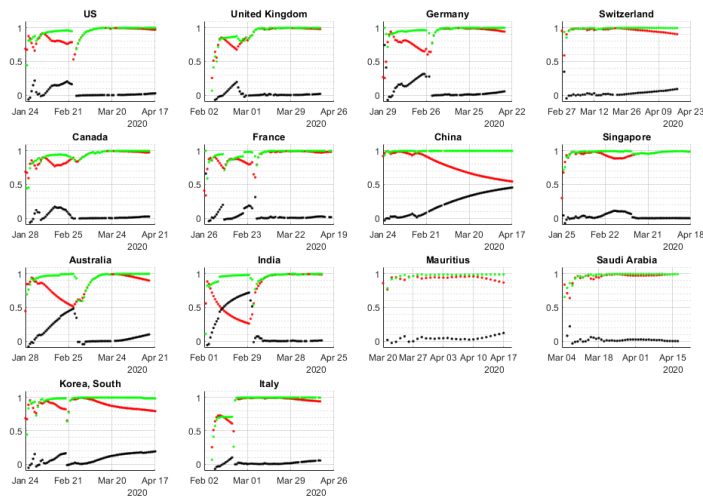 US
1
0.5
0
Jan 24 Feb 21 Mar 20 Apr 17
2020
United Kingdom
1
0.5
0
Feb 02 Mar 01 Mar 29 Apr 26
2020
Germany
1
0.5
0
Jan 29 Feb 26 Mar 25 Apr 22
2020
Switzerland
1
0.5
0
Feb 27 Mar 12 Mar 26 Apr 09 Apr 23
2020
Canada
1
0.5
0
Jan 28 Feb 25 Mar 24 Apr 21
2020
France
1
0.5
0
Jan 26 Feb 23 Mar 22 Apr 19
2020
China
1
0.5
0
Jan 24 Feb 21 Mar 20 Apr 17
2020
Singapore
1
0.5
0
Jan 25 Feb 22 Mar 21 Apr 18
2020
Australia
1
0.5
0
Jan 28 Feb 25 Mar 24 Apr 21
2020
India
1
0.5
0
Feb 01 Feb 29 Mar 28 Apr 25
2020
Mauritius
1
0.5
0
Mar 20 Mar 27 Apr 03 Apr 10 Apr 17
2020
Saudi Arabia
1
0.5
0
Mar 04 Mar 18 Apr 01 Apr 15
2020
Korea, South
1
0.5
0
Jan 24 Feb 21 Mar 20 Apr 17
2020
Italy
1
0.5
0
Feb 02 Mar 01 Mar 29 Apr 26
2020